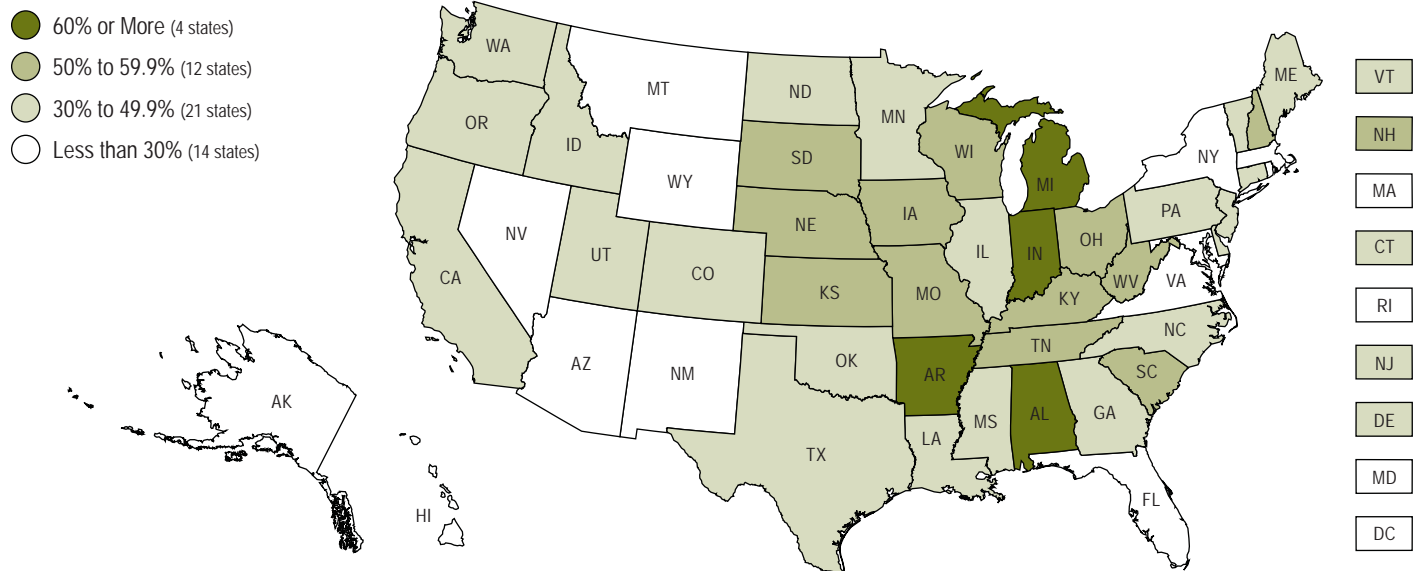 60% or More (4 states)
50% to 59.9% (12 states)
30% to 49.9% (21 states)
Less than 30% (14 states)
WA
MT
ND
MN
ME
VT
OR
ID
SD
WI
NH
WY
MI
NY
MA
NV
NE
IA
PA
UT
CO
IL
IN
OH
CT
CA
KS
MO
KY
WV
VA
RI
AZ
NM
OK
AR
TN
NC
NJ
SC
DE
AK
TX
LA
MS
AL
GA
MD
HI
FL
DC